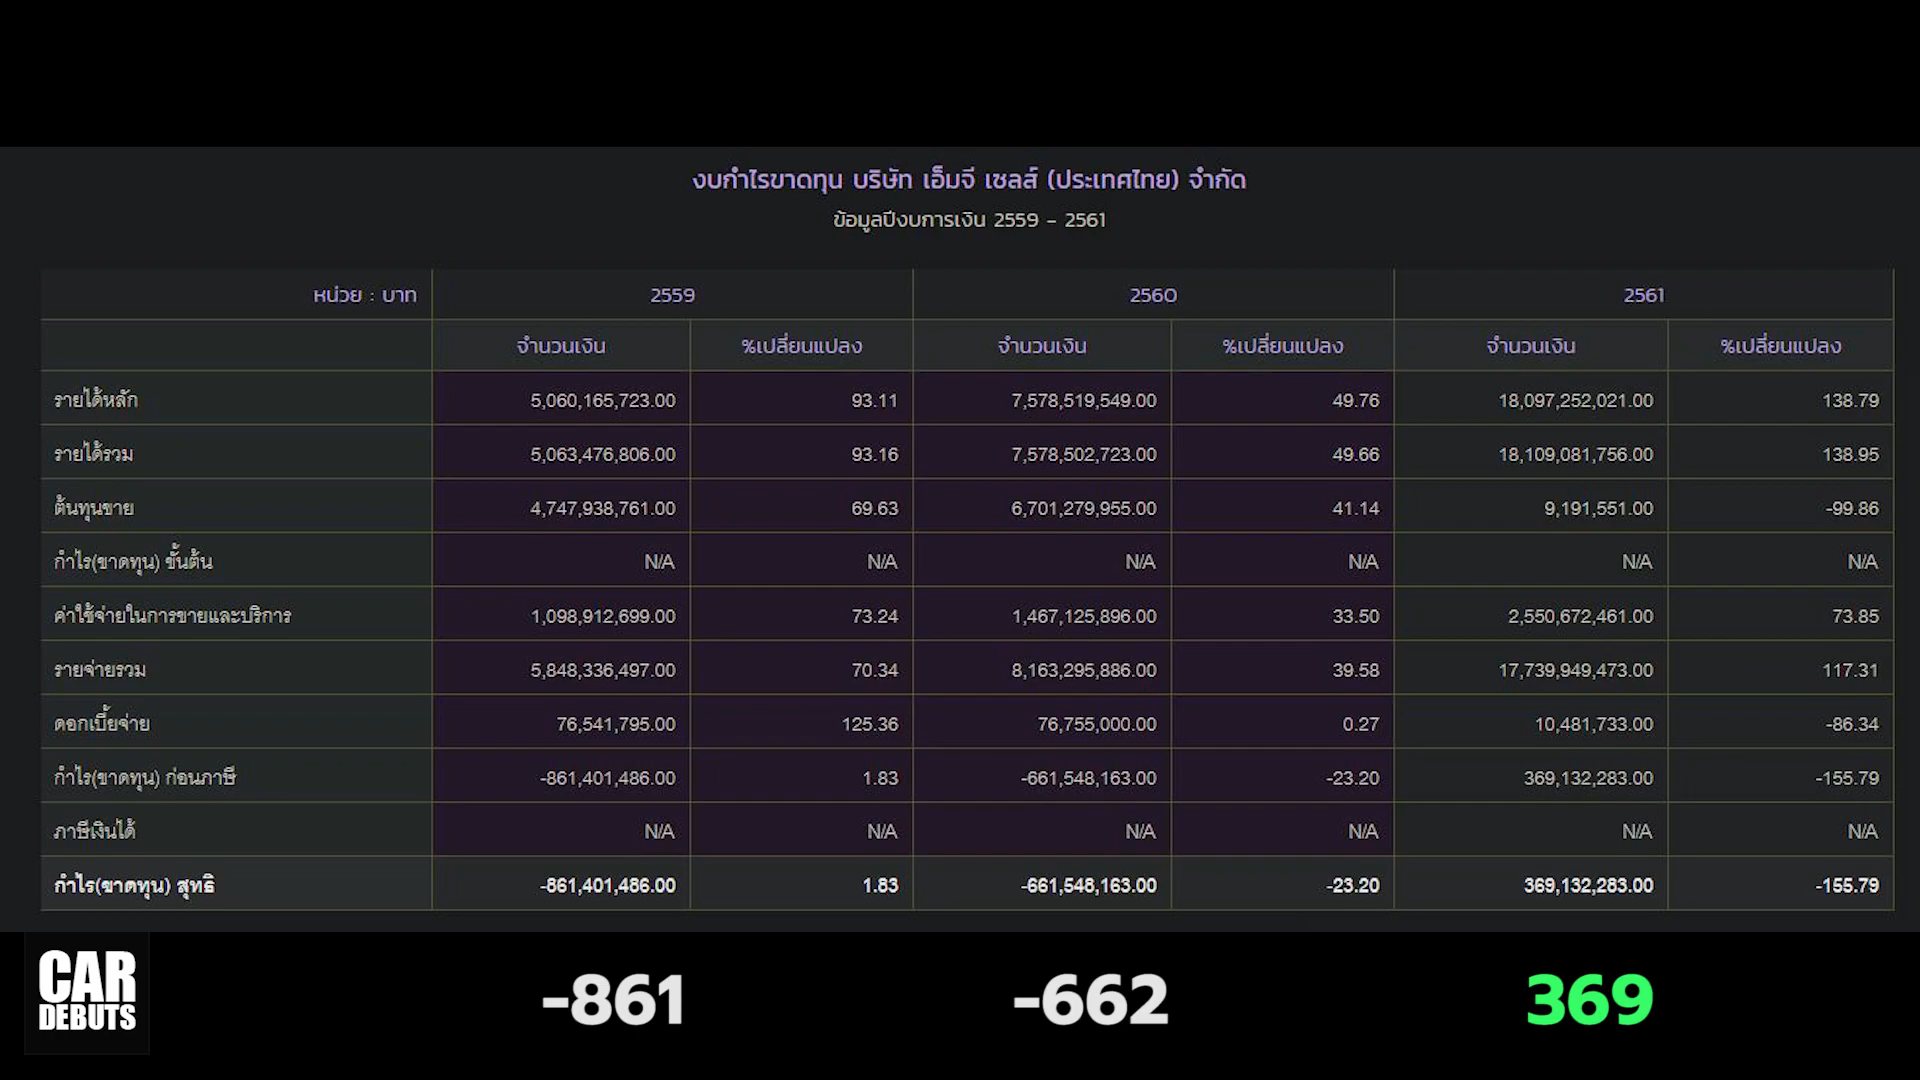 งบกำไรขาดทุน บริษัท เอ็มจี เซลส์ (ประเทศไทย) จำกัด
ข้อมูลปีงบการเงิน 2559 - 2561
หน่วย : บาท 2559 2560 2561
จำนวนเงิน %เปลี่ยนแปลง จำนวนเงิน %เปลี่ยนแปลง จำนวนเงิน %เปลี่ยนแปลง
รายได้หลัก 5,060,165,723.00 93.11 7,578,519,549.00 49.76 18,097,252,021.00 138.79
รายได้รวม 5,063,476,806.00 93.16 7,578,502,723.00 49.66 18,109,081,756.00 138.95
ต้นทุนขาย 4,747,938,761.00 69.63 6,701,279,955.00 41.14 9,191,551.00 -99.86
กำไร(ขาดทุน) ขั้นต้น N/A N/A N/A N/A N/A N/A
ค่าใช้จ่ายในการขายและบริการ 1,098,912,699.00 73.24 1,467,125,896.00 33.50 2,550,672,461.00 73.85
รายจ่ายรวม 5,848,336,497.00 70.34 8,163,295,886.00 39.58 17,739,949,473.00 117.31
ดอกเบี้ยจ่าย 76,541,795.00 125.36 76,755,000.00 0.27 10,481,733.00 -86.34
กำไร(ขาดทุน) ก่อนภาษี -861,401,486.00 1.83 -661,548,163.00 -23.20 369,132,283.00 -155.79
ภาษีเงินได้ N/A N/A N/A N/A N/A N/A
กำไร(ขาดทุน) สุทธิ -861,401,486.00 1.83 -661,548,163.00 -23.20 369,132,283.00 -155.79
CAR
DEBUTS
-861 -662 369